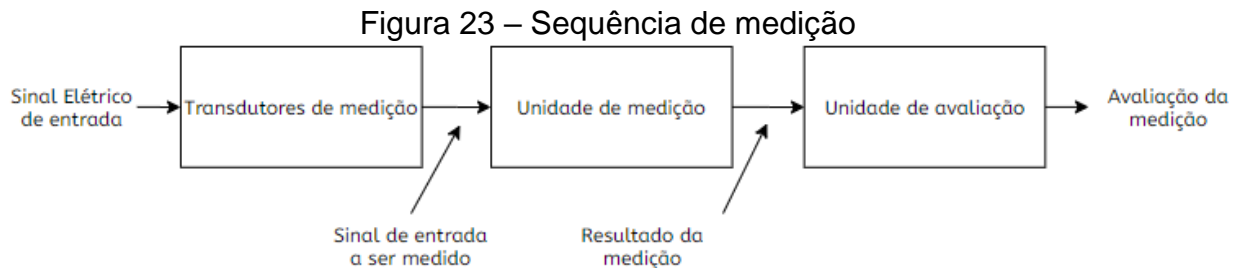 Figura 23 – Sequência de medição
Sinal Elétrico
de entrada
Transdutores de medição
Unidade de medição
Unidade de avaliação
Avaliação da
medição
Sinal de entrada
a ser medido
Resultado da
medição